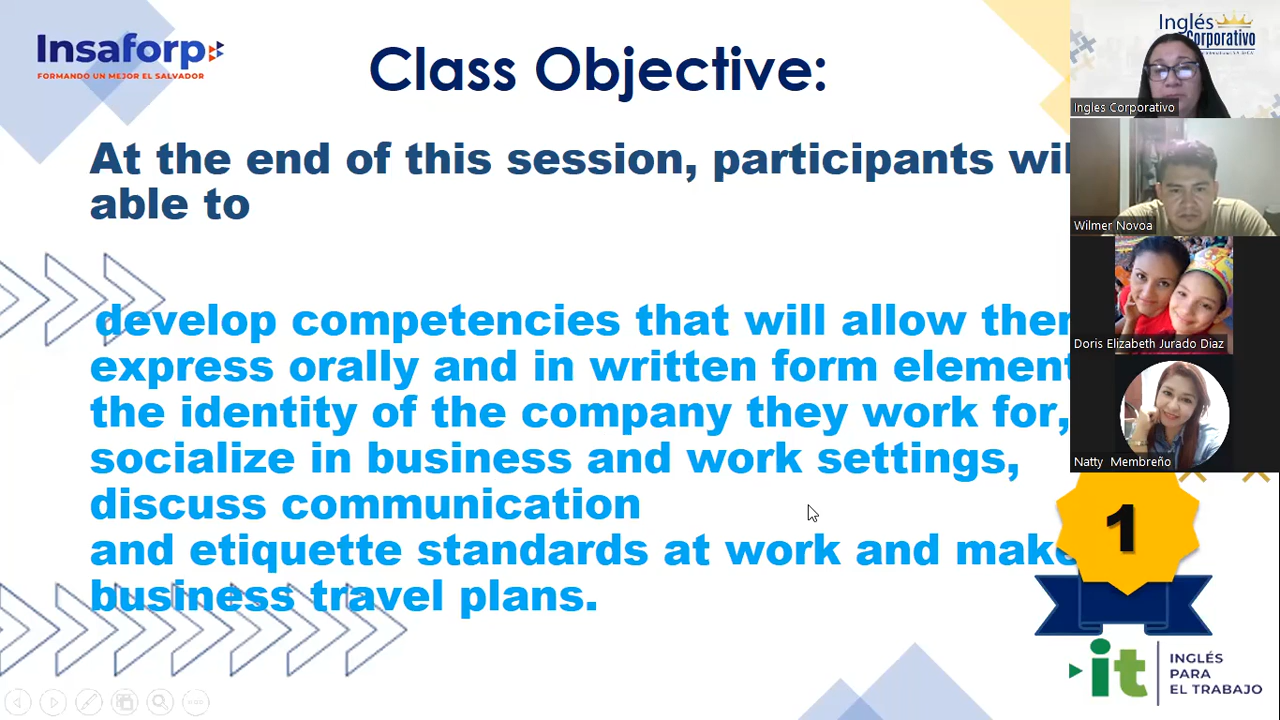 Insaforp
FORMANDO UN MEJOR EL SALVADOR
Class Objective:
At the end of this session, participants
able to
develop competencies that will allow
express orally and in written form
the identity of the company they work for,
socialize in business and work settings,
discuss communication
and etiquette standards at work and make
business travel plans.
Inglés
Corporativo
Ingles Corporativo
Wilmer Novoa
Doris Elizabeth Jurado Diaz
Natty Membreño
1
it
INGLÉS
PARA
EL TRABAJO